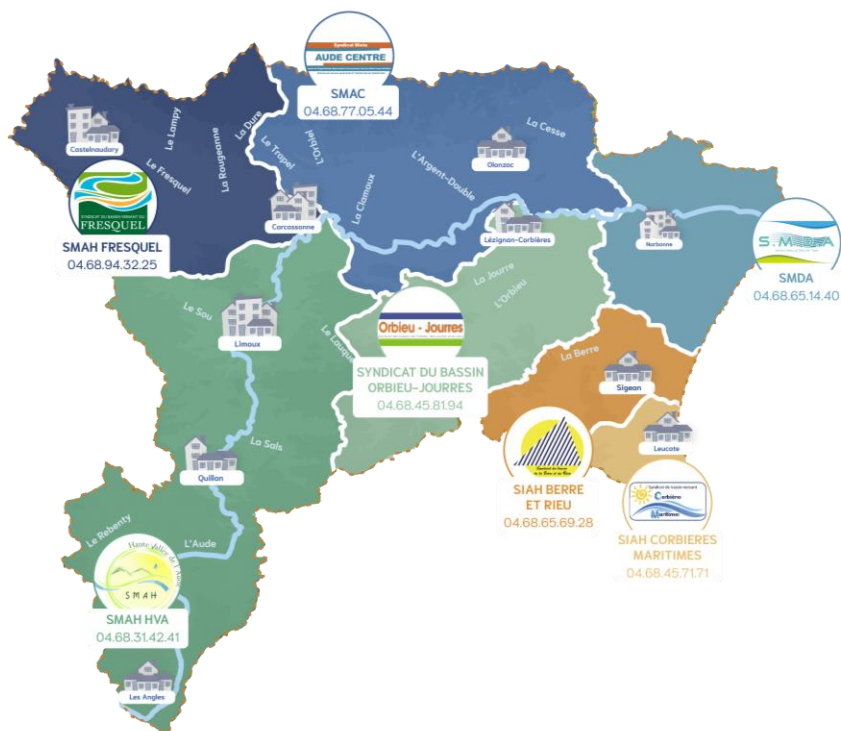 Syndicat Mixte
AUDE CENTRE
SMAC
04.68.77.05.44
La Dure
Le Lampy
La Rougeanne
Le Fresquel
Castelnaudary
Le Trapel
L'Orbiel
La Clamoux
L'Argent-Double
La Cesse
Olonzac
SYNDICAT DU BASSIN VERSANT DU
FRESQUEL
SMAH FRESQUEL
04.68.94.32.25
Carcassonne
Lézignan-Corbières
Narbonne
SMDA
04.68.65.14.40
Le Sou
Limoux
Le Lauquet
La Jourre
L'Orbieu
Orbieu - Jourres
SYNDICAT DU BASSIN
ORBIEU-JOURRES
04.68.45.81.94
La Berre
Sigean
Leucate
La Sals
Quillan
SIAH BERRE
ET RIEU
04.68.65.69.28
Corbières
Maritimes
SIAH CORBIERES
MARITIMES
04.68.45.71.71
Le Rebenty
L'Aude
Haute Vallée de l'Aude
SMAH
SMAH HVA
04.68.31.42.41
Les Angles